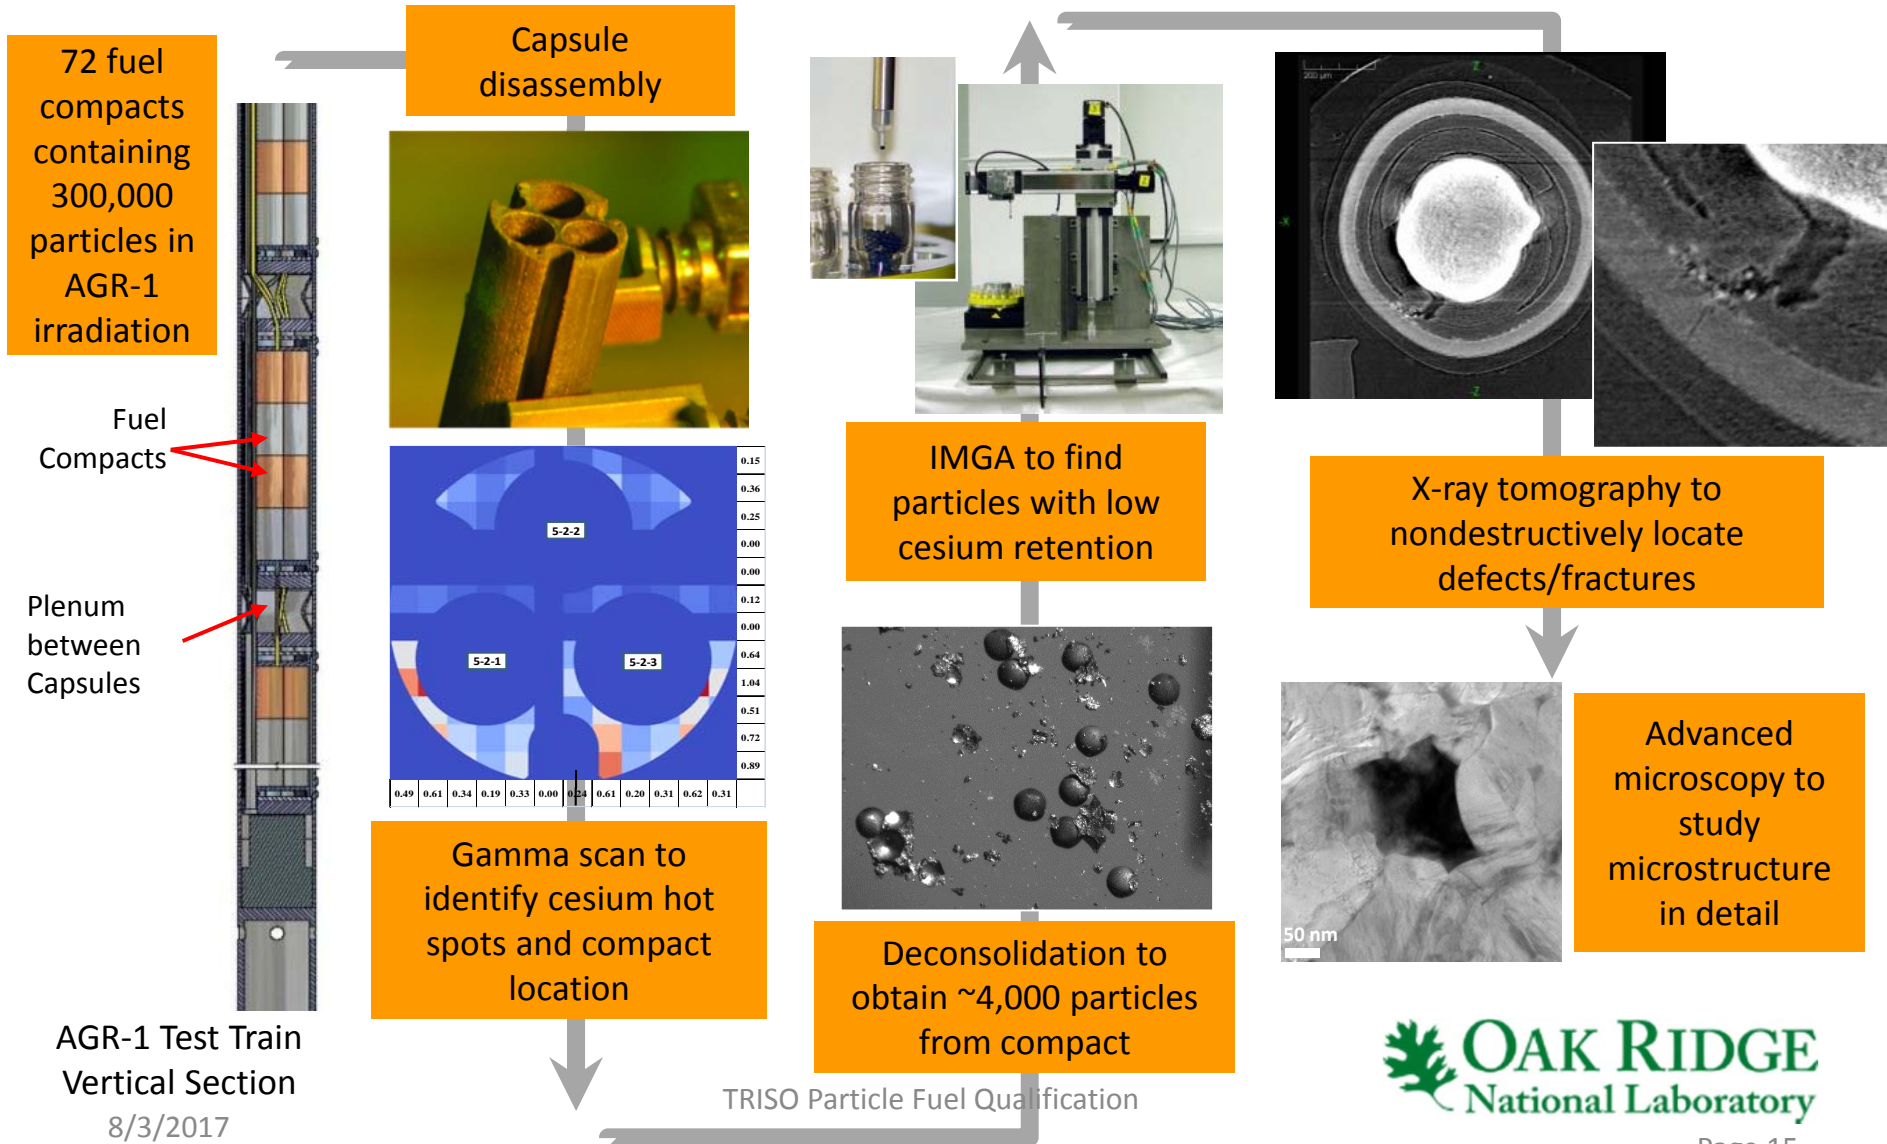 72 fuel
compacts
containing
300,000
particles in
AGR-1
irradiation
Fuel
Compacts
Plenum
between
Capsules
AGR-1 Test Train
Vertical Section
8/3/2017
Capsule
disassembly
5-2-2
5-2-1
5-2-3
0.15
0.36
0.25
0.00
0.00
0.12
0.00
0.64
1.04
0.51
0.72
0.89
0.49 0.61 0.34 0.19 0.33 0.00 0.24 0.61 0.20 0.31 0.62 0.31
Gamma scan to
identify cesium hot
spots and compact
location
IMGA to find
particles with low
cesium retention
Deconsolidation to
obtain ~4,000 particles
from compact
TRISO Particle Fuel Qualification
200 µm
Z
-X
-Z
X-ray tomography to
nondestructively locate
defects/fractures
50 nm
Advanced
microscopy to
study
microstructure
in detail
OAK RIDGE
National Laboratory
Page 15